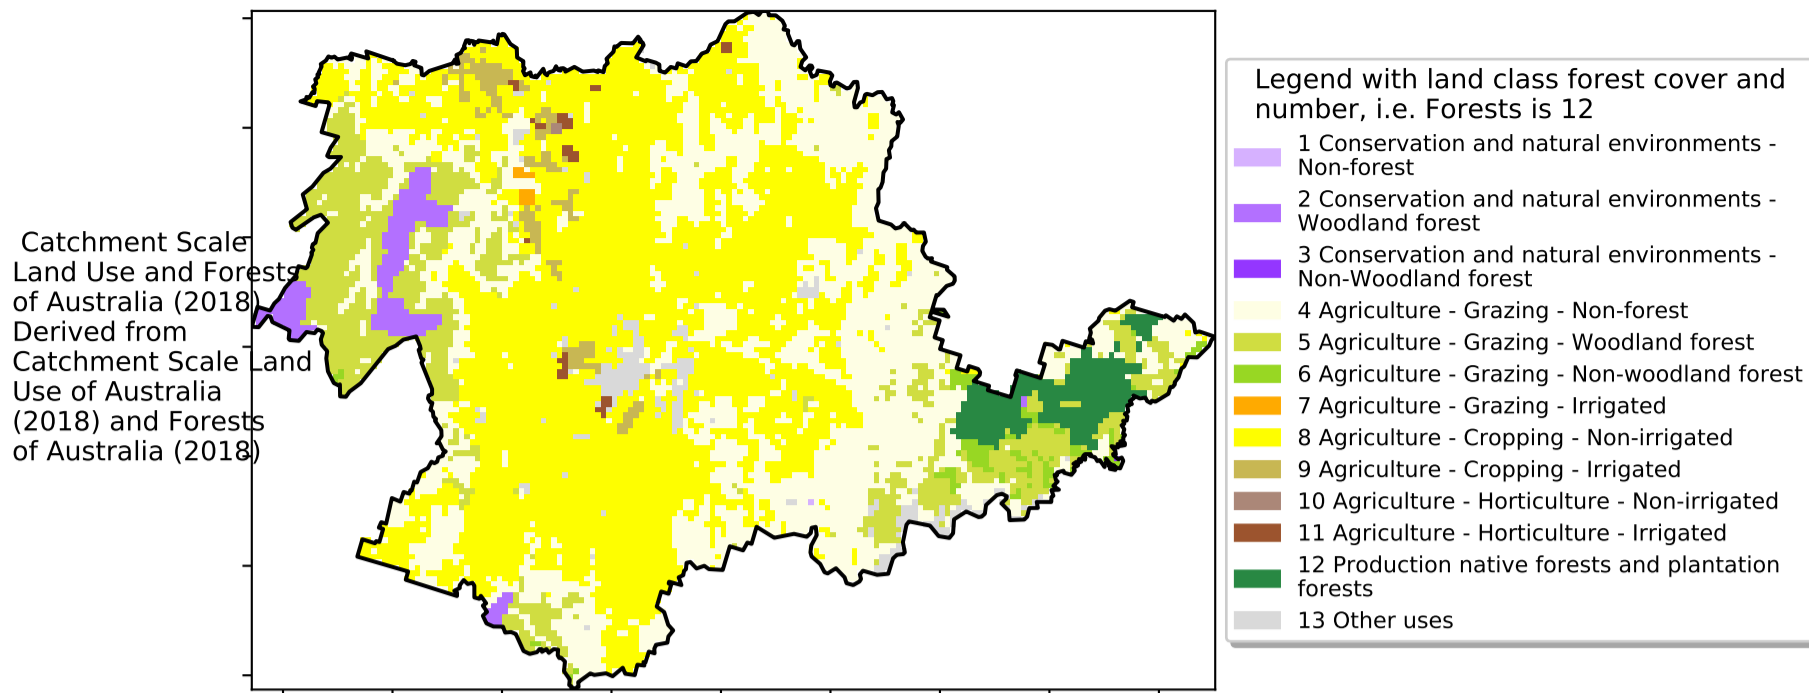 Catchment Scale
Land Use and Forests
of Australia (2018)
Derived from
Catchment Scale Land
Use of Australia
(2018) and Forests
of Australia (2018)
Legend with land class forest cover and
number, i.e. Forests is 12
1 Conservation and natural environments -
Non-forest
2 Conservation and natural environments -
Woodland forest
3 Conservation and natural environments -
Non-Woodland forest
4 Agriculture - Grazing - Non-forest
5 Agriculture - Grazing - Woodland forest
6 Agriculture - Grazing - Non-woodland forest
7 Agriculture - Grazing - Irrigated
8 Agriculture - Cropping - Non-irrigated
9 Agriculture - Cropping - Irrigated
10 Agriculture - Horticulture - Non-irrigated
11 Agriculture - Horticulture - Irrigated
12 Production native forests and plantation
forests
13 Other uses